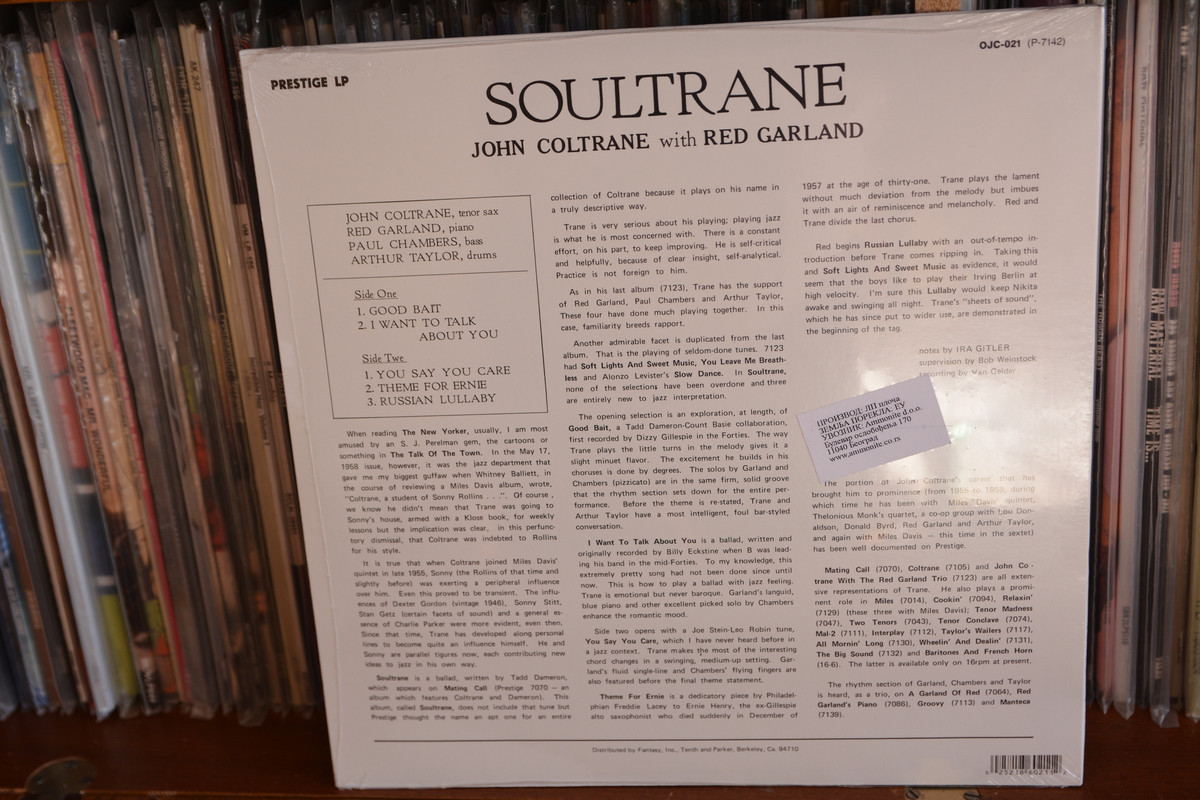 PRESTIGE LP
OJC-021 (P-7142)
SOULTRANE
JOHN COLTRANE with RED GARLAND
JOHN COLTRANE, tenor sax
RED GARLAND, piano
PAUL CHAMBERS, bass
ARTHUR TAYLOR, drums
Side One
1. GOOD BAIT
2. I WANT TO TALK
ABOUT YOU
Side Two
1. YOU SAY YOU CARE
2. THEME FOR ERNIE
3. RUSSIAN LULLABY
When reading The New Yorker, usually, I am most
amused by an S. J. Perelman gem, the cartoons or
something in The Talk Of The Town. In the May 17,
1958 issue, however, it was the jazz department that
gave me my biggest guffaw when Whitney Balliett, in
the course of reviewing a Miles Davis album, wrote,
"Coltrane, a student of Sonny Rollins . . .". Of course ,
we know he didn't mean that Trane was going to
Sonny's house, armed with a Klose book, for weekly
lessons but the implication was clear, in this perfunc-
tory dismissal, that Coltrane was indebted to Rollins
for his style.
It is true that when Coltrane joined Miles Davis'
quintet in late 1955, Sonny (the Rollins of that time and
slightly before) was exerting a peripheral influence
over him. Even this proved to be transient. The influ-
ences of Dexter Gordon (vintage 1946), Sonny Stitt,
Stan Getz (certain facets of sound) and a general es-
sence of Charlie Parker were more evident, even then.
Since that time, Trane has developed along personal
lines to become quite an influence himself. He and
Sonny are parallel figures now, each contributing new
ideas to jazz in his own way.
Soultrane is a ballad, written by Tadd Dameron,
which appears on Mating Call (Prestige 7070 — an
album which features Coltrane and Dameron). This
album, called Soultrane, does not include that tune but
Prestige thought the name an apt one for an entire
collection of Coltrane because it plays on his name in
a truly descriptive way.
Trane is very serious about his playing; playing jazz
is what he is most concerned with. There is a constant
effort, on his part, to keep improving. He is self-critical
and helpfully, because of clear insight, self-analytical.
Practice is not foreign to him.
As in his last album (7123), Trane has the support
of Red Garland, Paul Chambers and Arthur Taylor,
These four have done much playing together. In this
case, familiarity breeds rapport.
Another admirable facet is duplicated from the last
album. That is the playing of seldom-done tunes. 7123
had Soft Lights And Sweet Music, You Leave Me Breath-
less and Alonzo Levister's Slow Dance. In Soultrane,
none of the selections have been overdone and three
are entirely new to jazz interpretation.
The opening selection is an exploration, at length, of
Good Bait, a Tadd Dameron-Count Basie collaboration,
first recorded by Dizzy Gillespie in the Forties. The way
Trane plays the little turns in the melody gives it a
slight minuet flavor. The excitement he builds in his
choruses is done by degrees. The solos by Garland and
Chambers (pizzicato) are in the same firm, solid groove
that the rhythm section sets down for the entire per-
formance. Before the theme is re-stated, Trane and
Arthur Taylor have a most intelligent, foul bar-styled
conversation.
I Want To Talk About You is a ballad, written and
originally recorded by Billy Eckstine when B was lead-
ing his band in the mid-Forties. To my knowledge, this
extremely pretty song had not been done since until
now. This is how to play a ballad with jazz feeling.
Trane is emotional but never baroque. Garland's languid,
blue piano and other excellent picked solo by Chambers
enhance the romantic mood.
Side two opens with a Joe Stein-Leo Robin tune,
You Say You Care, which I have never heard before in
a jazz context. Trane makes the most of the interesting
chord changes in a swinging, medium-up setting. Gar-
land's fluid single-line and Chambers' flying fingers are
also featured before the final theme statement.
Theme For Ernie is a dedicatory piece by Philadel-
phian Freddie Lacey to Ernie Henry, the ex-Gillespie
alto saxophonist who died suddenly in December of
1957 at the age of thirty-one. Trane plays the lament
without much deviation from the melody but imbues
it with an air of reminiscence and melancholy. Red and
Trane divide the last chorus.
Red begins Russian Lullaby with an out-of-tempo in-
troduction before Trane comes ripping in. Taking this
and Soft Lights And Sweet Music as evidence, it would
seem that the boys like to play their Irving Berlin at
high velocity. I'm sure this Lullaby would keep Nikita
awake and swinging all night. Trane's "sheets of sound",
which he has since put to wider use, are demonstrated in
the beginning of the tag.
notes by IRA GITLER
supervision by Bob Weinstock
recording by Van Gelder
ПРОИЗВОД: ЛП плоча
ЗЕМЉА ПОРЕКЛА: ЕУ
УВОЗНИК: Ammonite d.o.o.
Булевар ослобођења 170
11040 Београд
www.ammonite.co.rs
The portion of John Coltrane's career that has
brought him to prominence (from 1955 to 1958, during
which time he has been with Miles Davis' quintet,
Thelonious Monk's quartet, a co-op group with Lou Don-
aldson, Donald Byrd, Red Garland and Arthur Taylor,
and again with Miles Davis — this time in the sextet)
has been well documented on Prestige.
Mating Call (7070), Coltrane (7105) and John Co-
trane With The Red Garland Trio (7123) are all exten-
sive representations of Trane. He also plays a promi-
nent role in Miles (7014), Cookin' (7094), Relaxin'
(7129) (these three with Miles Davis); Tenor Madness
(7047), Two Tenors (7043), Tenor Conclave (7074),
Mal-2 (7111), Interplay (7112), Taylor's Wailers (7117),
All Mornin' Long (7130), Wheelin' And Dealin' (7131),
The Big Sound (7132) and Baritones And French Horn
(16-6). The latter is available only on 16rpm at present.
The rhythm section of Garland, Chambers and Taylor
is heard, as a trio, on A Garland Of Red (7064), Red
Garland's Piano (7086), Groovy (7113) and Manteca
(7139).
Distributed by Fantasy, Inc., Tenth and Parker, Berkeley, Ca. 94710
RAW MATERIAL
TIME IS...
FLEETWOOD MAC